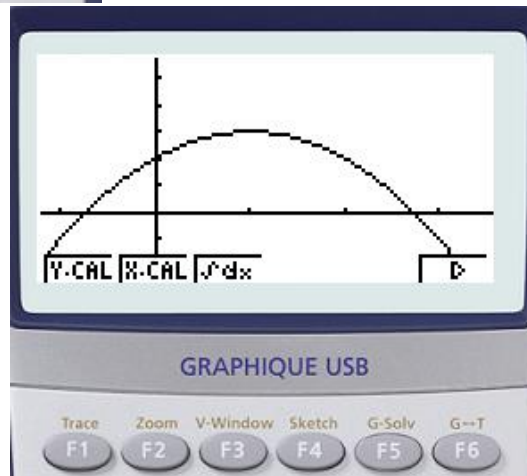 Y-CAL X-CAL ∫dx D
GRAPHIQUE USB
Trace Zoom V-Window Sketch G-Solv G↔T
F1 F2 F3 F4 F5 F6